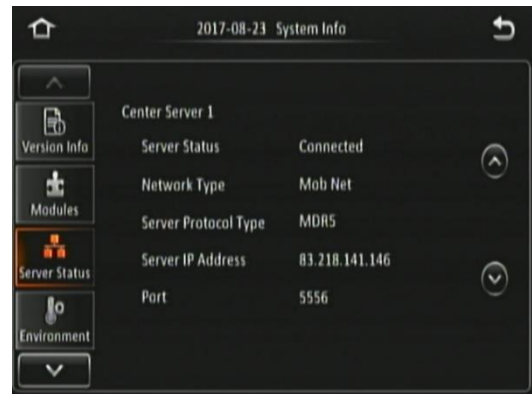 2017-08-23 System Info
Version Info
Modules
Server Status
Environment
Center Server 1
Server Status Connected
Network Type Mob Net
Server Protocol Type MDR5
Server IP Address 83.218.141.146
Port 5556